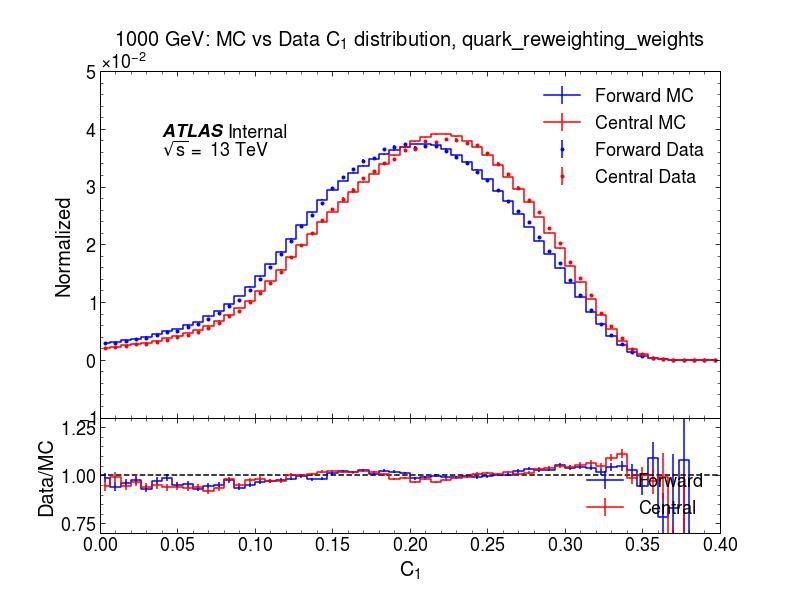 1000 GeV: MC vs Data C₁ distribution, quark_reweighting_weights
×10⁻²
5
4
3
2
1
0
−1
Normalized
ATLAS Internal
√s = 13 TeV
Forward MC
Central MC
Forward Data
Central Data
1.25
1.00
0.75
Data/MC
Forward
Central
0.00 0.05 0.10 0.15 0.20 0.25 0.30 0.35 0.40
C₁